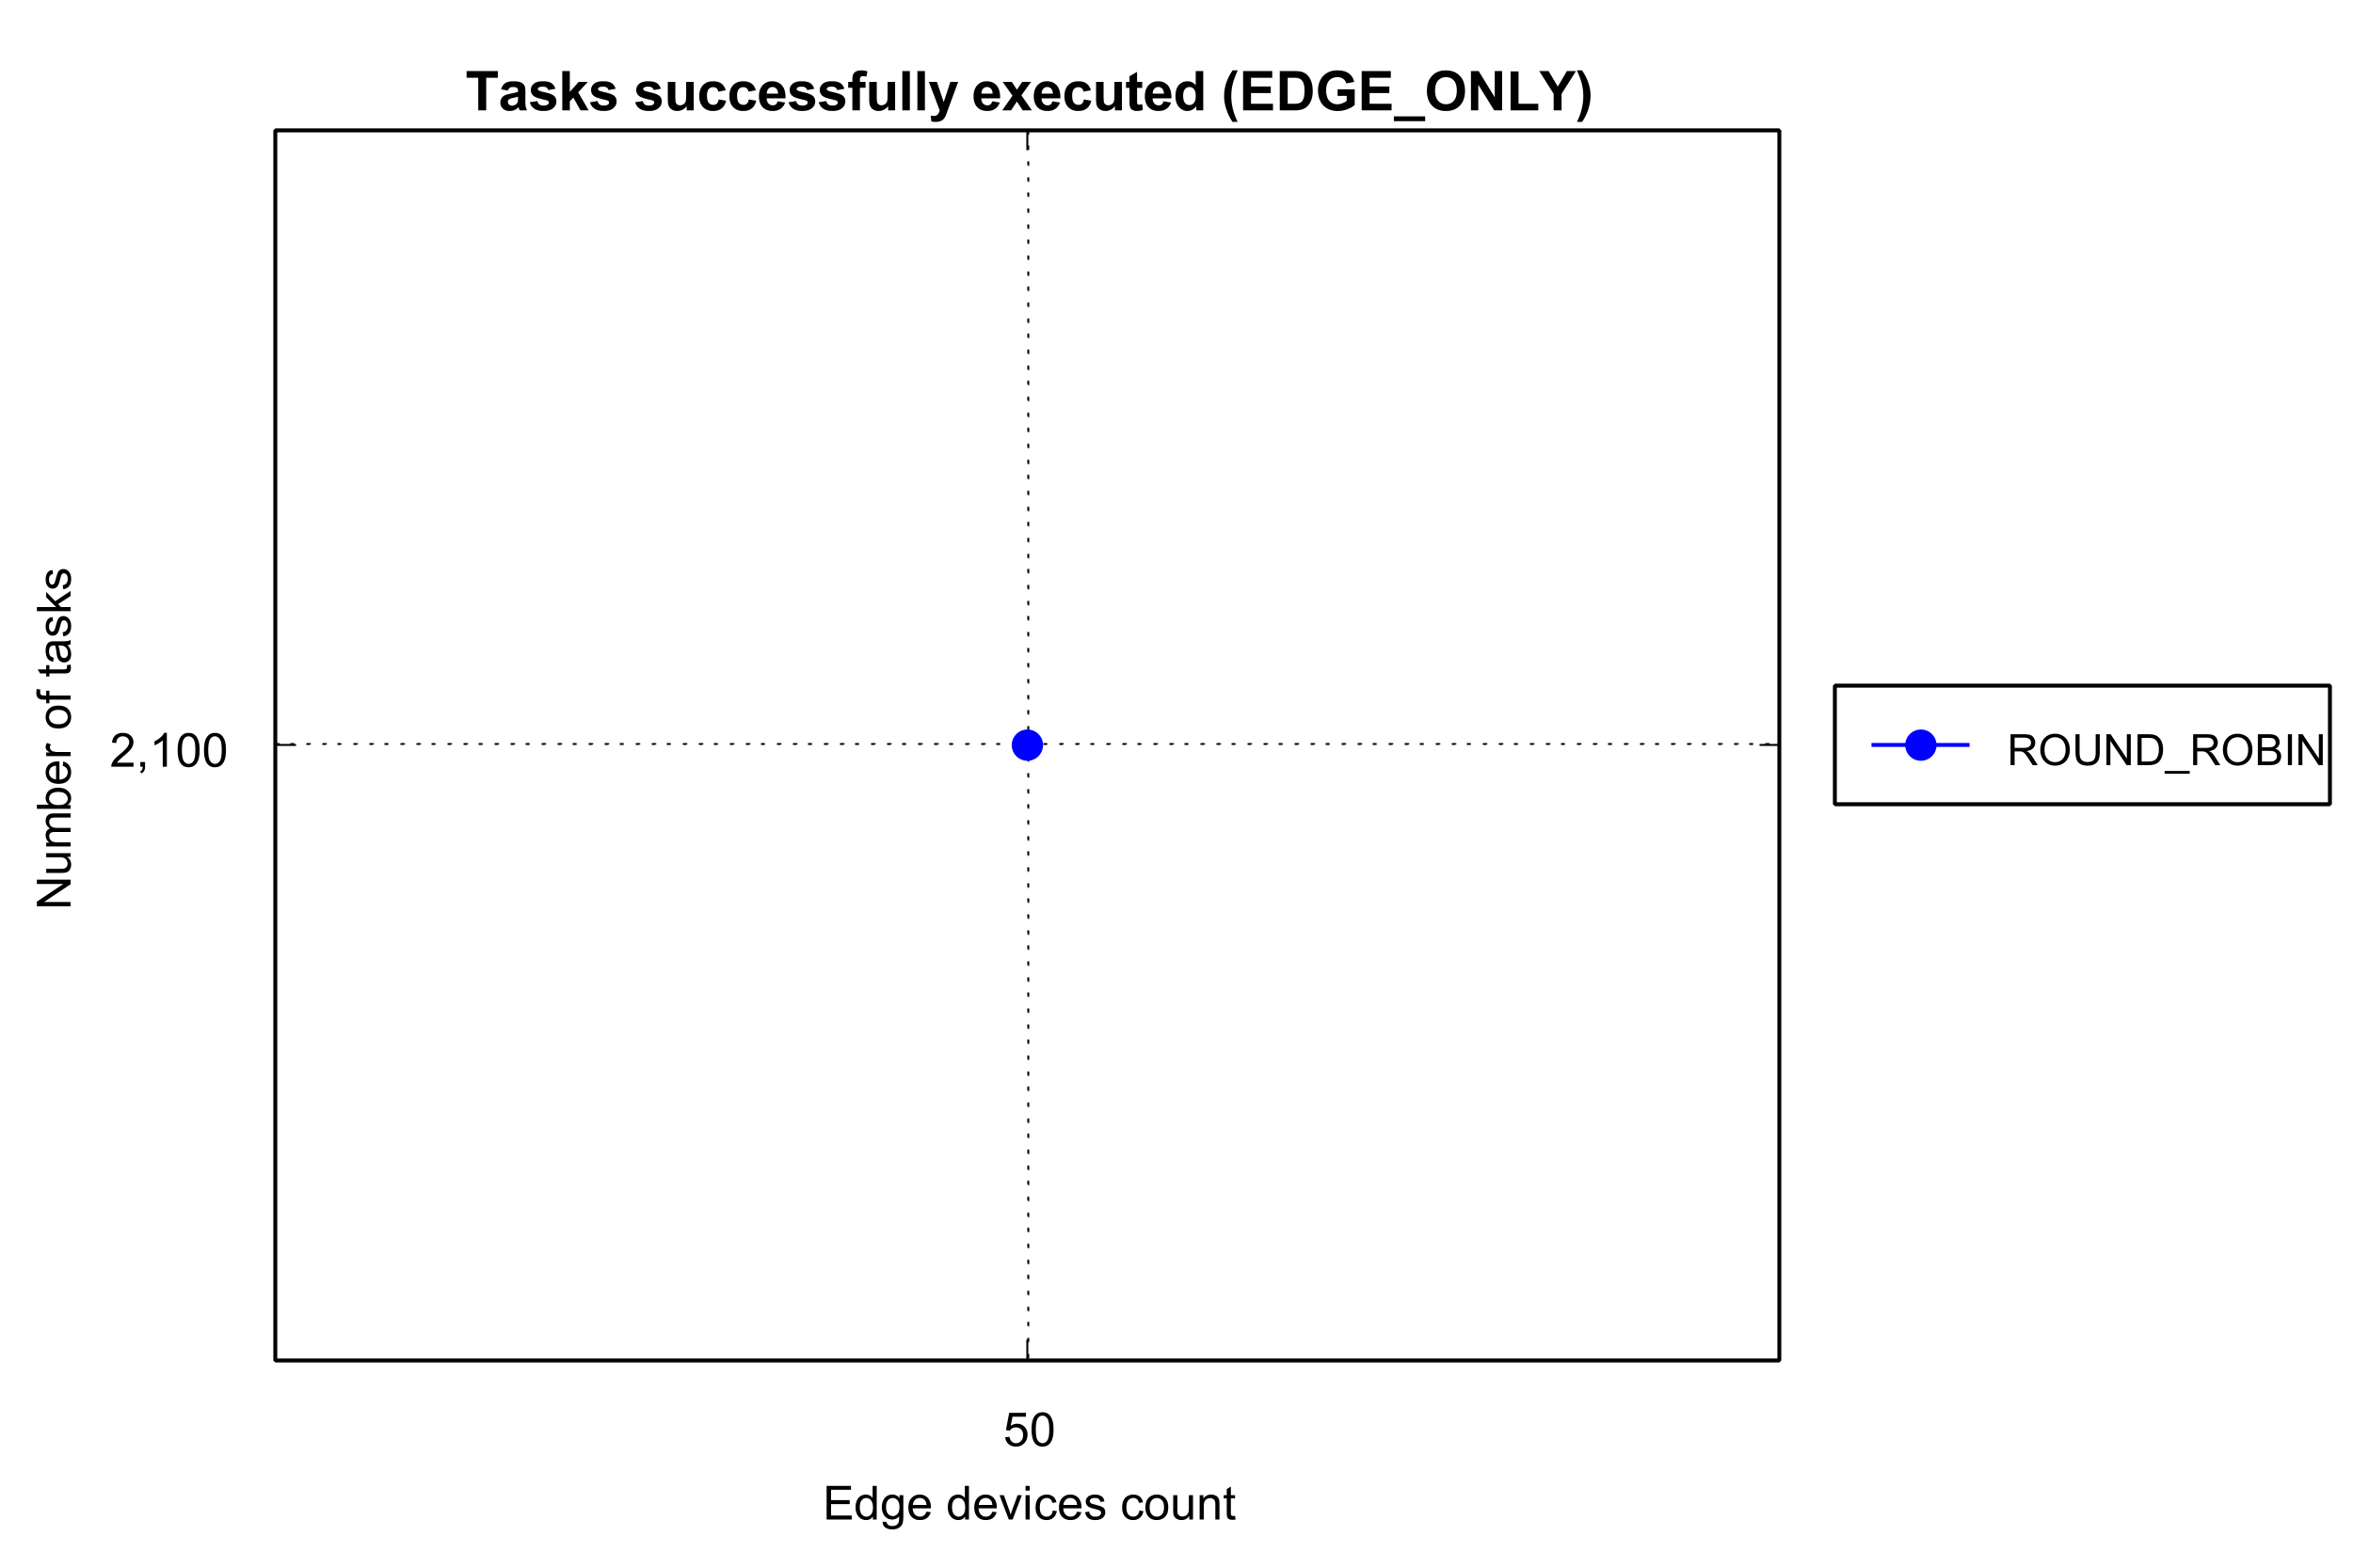 Tasks successfully executed (EDGE_ONLY)
Number of tasks
2,100
ROUND_ROBIN
50
Edge devices count